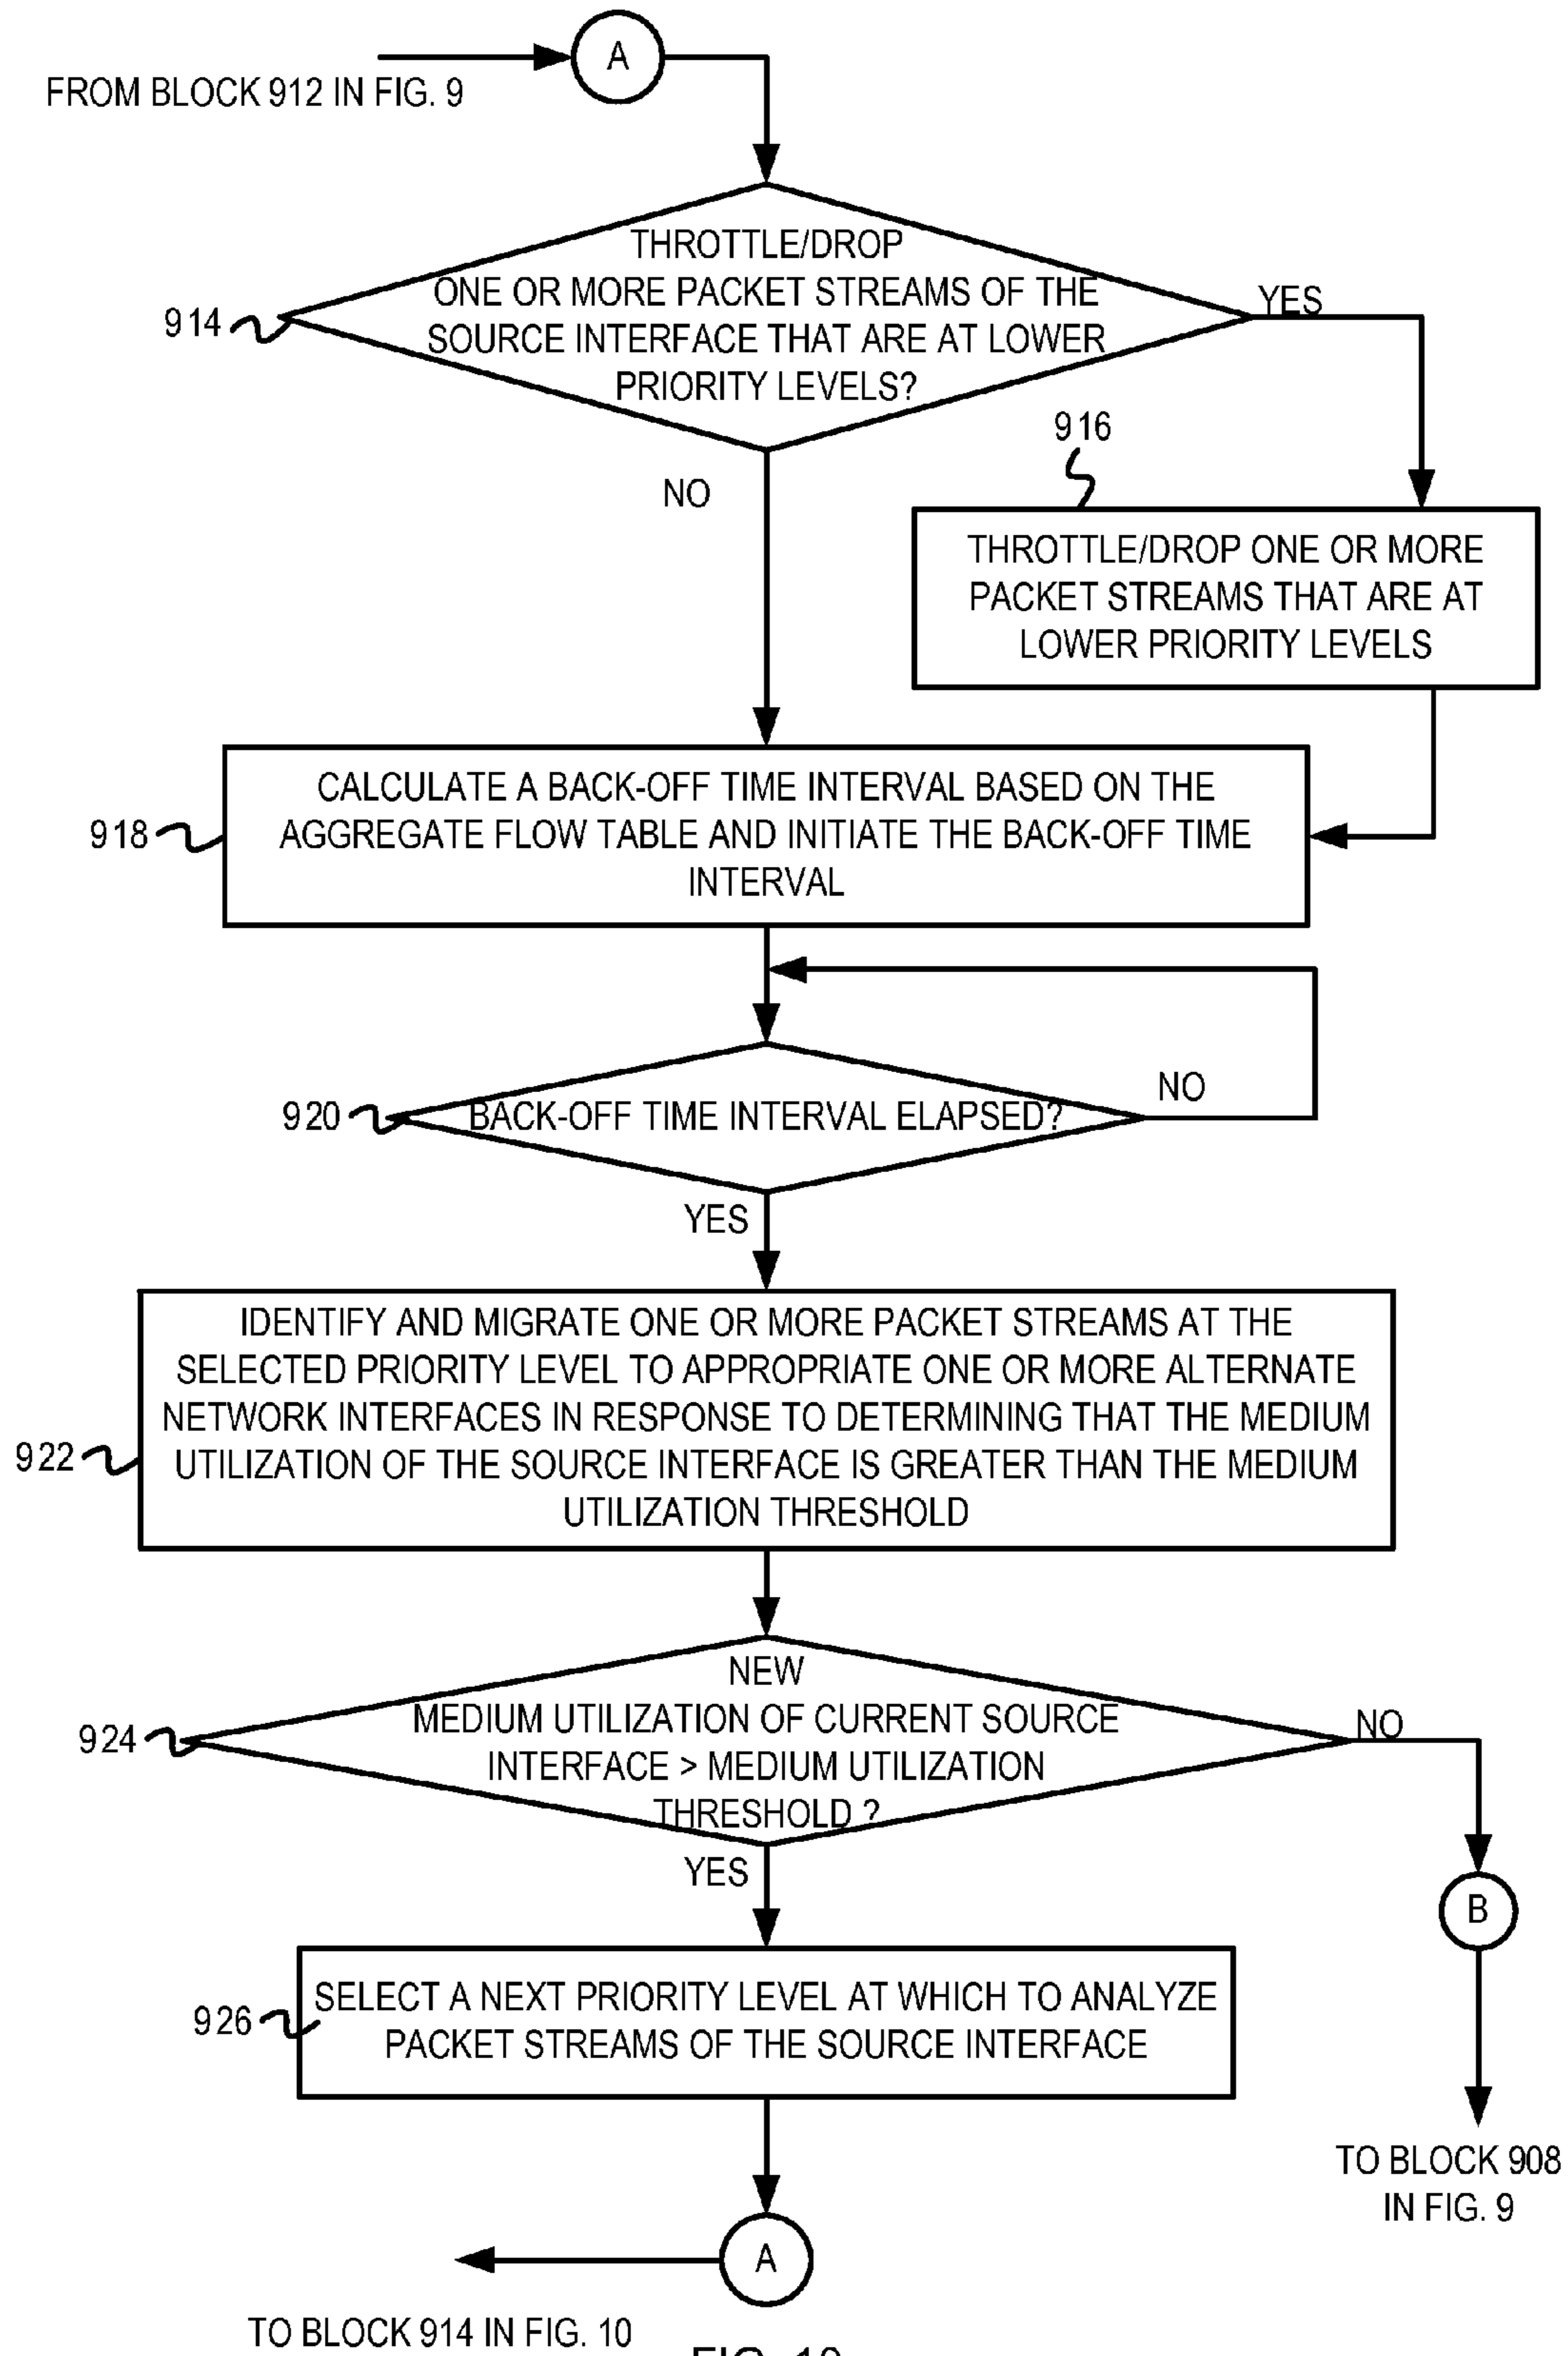 A
FROM BLOCK 912 IN FIG. 9
THROTTLE/DROP
ONE OR MORE PACKET STREAMS OF THE
SOURCE INTERFACE THAT ARE AT LOWER
PRIORITY LEVELS?
914
YES
NO
916
THROTTLE/DROP ONE OR MORE
PACKET STREAMS THAT ARE AT
LOWER PRIORITY LEVELS
918
CALCULATE A BACK-OFF TIME INTERVAL BASED ON THE
AGGREGATE FLOW TABLE AND INITIATE THE BACK-OFF TIME
INTERVAL
920
BACK-OFF TIME INTERVAL ELAPSED?
NO
YES
922
IDENTIFY AND MIGRATE ONE OR MORE PACKET STREAMS AT THE
SELECTED PRIORITY LEVEL TO APPROPRIATE ONE OR MORE ALTERNATE
NETWORK INTERFACES IN RESPONSE TO DETERMINING THAT THE MEDIUM
UTILIZATION OF THE SOURCE INTERFACE IS GREATER THAN THE MEDIUM
UTILIZATION THRESHOLD
924
NEW
MEDIUM UTILIZATION OF CURRENT SOURCE
INTERFACE > MEDIUM UTILIZATION
THRESHOLD ?
NO
YES
B
926
SELECT A NEXT PRIORITY LEVEL AT WHICH TO ANALYZE
PACKET STREAMS OF THE SOURCE INTERFACE
TO BLOCK 908
IN FIG. 9
A
TO BLOCK 914 IN FIG. 10